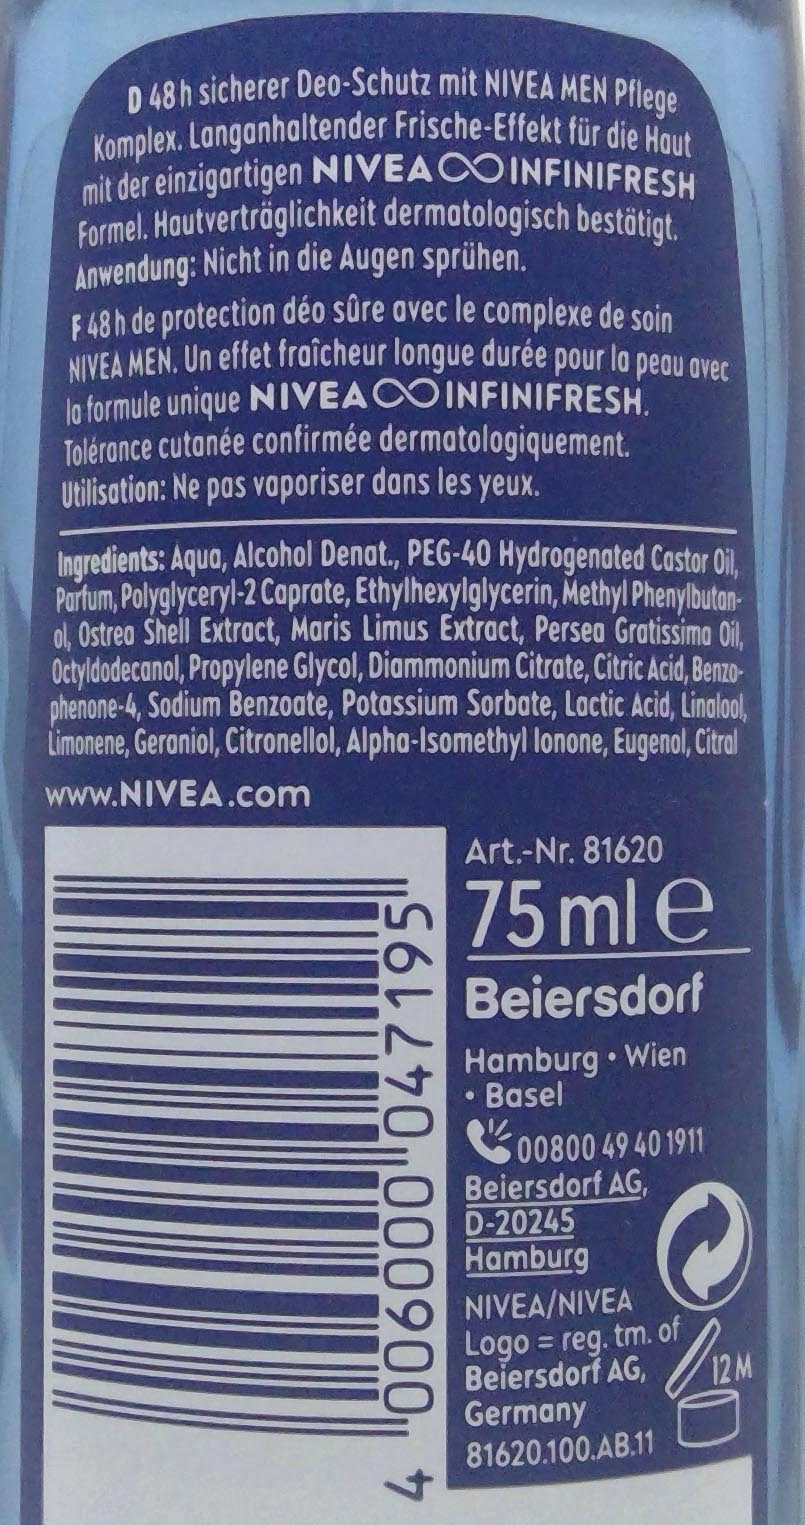 D 48h sicherer Deo-Schutz mit NIVEA MEN Pflege
Komplex. Langanhaltender Frische-Effekt für die Haut
mit der einzigartigen NIVEA∞INFINIFRESH
Formel. Hautverträglichkeit dermatologisch bestätigt.
Anwendung: Nicht in die Augen sprühen.
F 48h de protection déo sûre avec le complexe de soin
NIVEA MEN. Un effet fraîcheur longue durée pour la peau avec
la formule unique NIVEA∞INFINIFRESH.
Tolérance cutanée confirmée dermatologiquement.
Utilisation: Ne pas vaporiser dans les yeux.
Ingredients: Aqua, Alcohol Denat., PEG-40 Hydrogenated Castor Oil,
Parfum, Polyglyceryl-2 Caprate, Ethylhexylglycerin, Methyl Phenylbutan-
ol, Ostrea Shell Extract, Maris Limus Extract, Persea Gratissima Oil,
Octyldodecanol, Propylene Glycol, Diammonium Citrate, Citric Acid, Benzo-
phenone-4, Sodium Benzoate, Potassium Sorbate, Lactic Acid, Linalool,
Limonene, Geraniol, Citronellol, Alpha-Isomethyl Ionone, Eugenol, Citral
www.NIVEA.com
4 006000 047195
Art.-Nr. 81620
75 ml e
Beiersdorf
Hamburg • Wien
• Basel
00800 49 40 1911
Beiersdorf AG,
D-20245
Hamburg
NIVEA/NIVEA
Logo = reg. tm. of
Beiersdorf AG,
Germany
81620.100.AB.11
12M